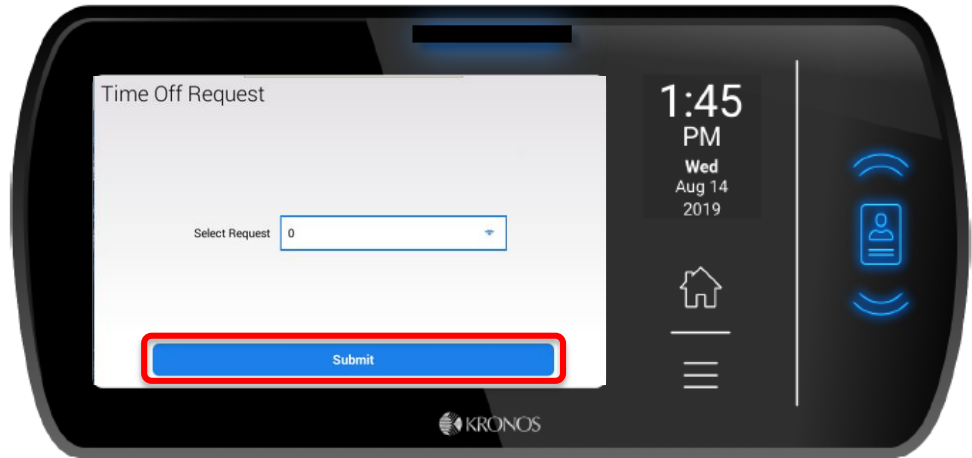 Time Off Request
Select Request 0
Submit
1:45
PM
Wed
Aug 14
2019
KRONOS